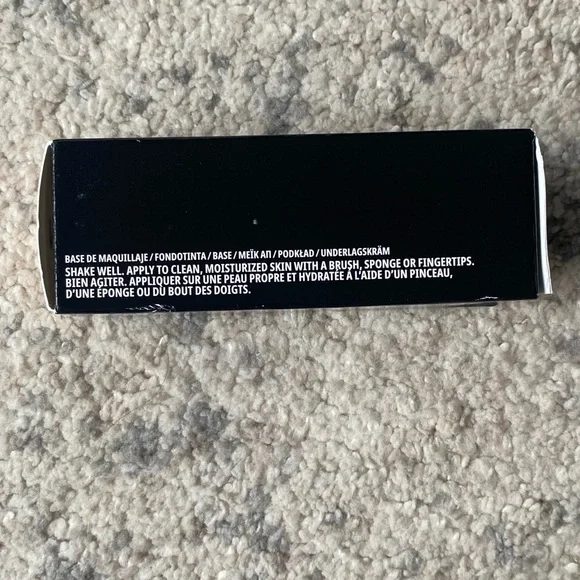 BASE DE MAQUILLAJE / FONDOTINTA / BASE / ΜΕΪΚ ΑΠ / PODKŁAD / UNDERLAGSKRÄM
SHAKE WELL. APPLY TO CLEAN, MOISTURIZED SKIN WITH A BRUSH, SPONGE OR FINGERTIPS.
BIEN AGITER. APPLIQUER SUR UNE PEAU PROPRE ET HYDRATÉE À L'AIDE D'UN PINCEAU,
D'UNE ÉPONGE OU DU BOUT DES DOIGTS.